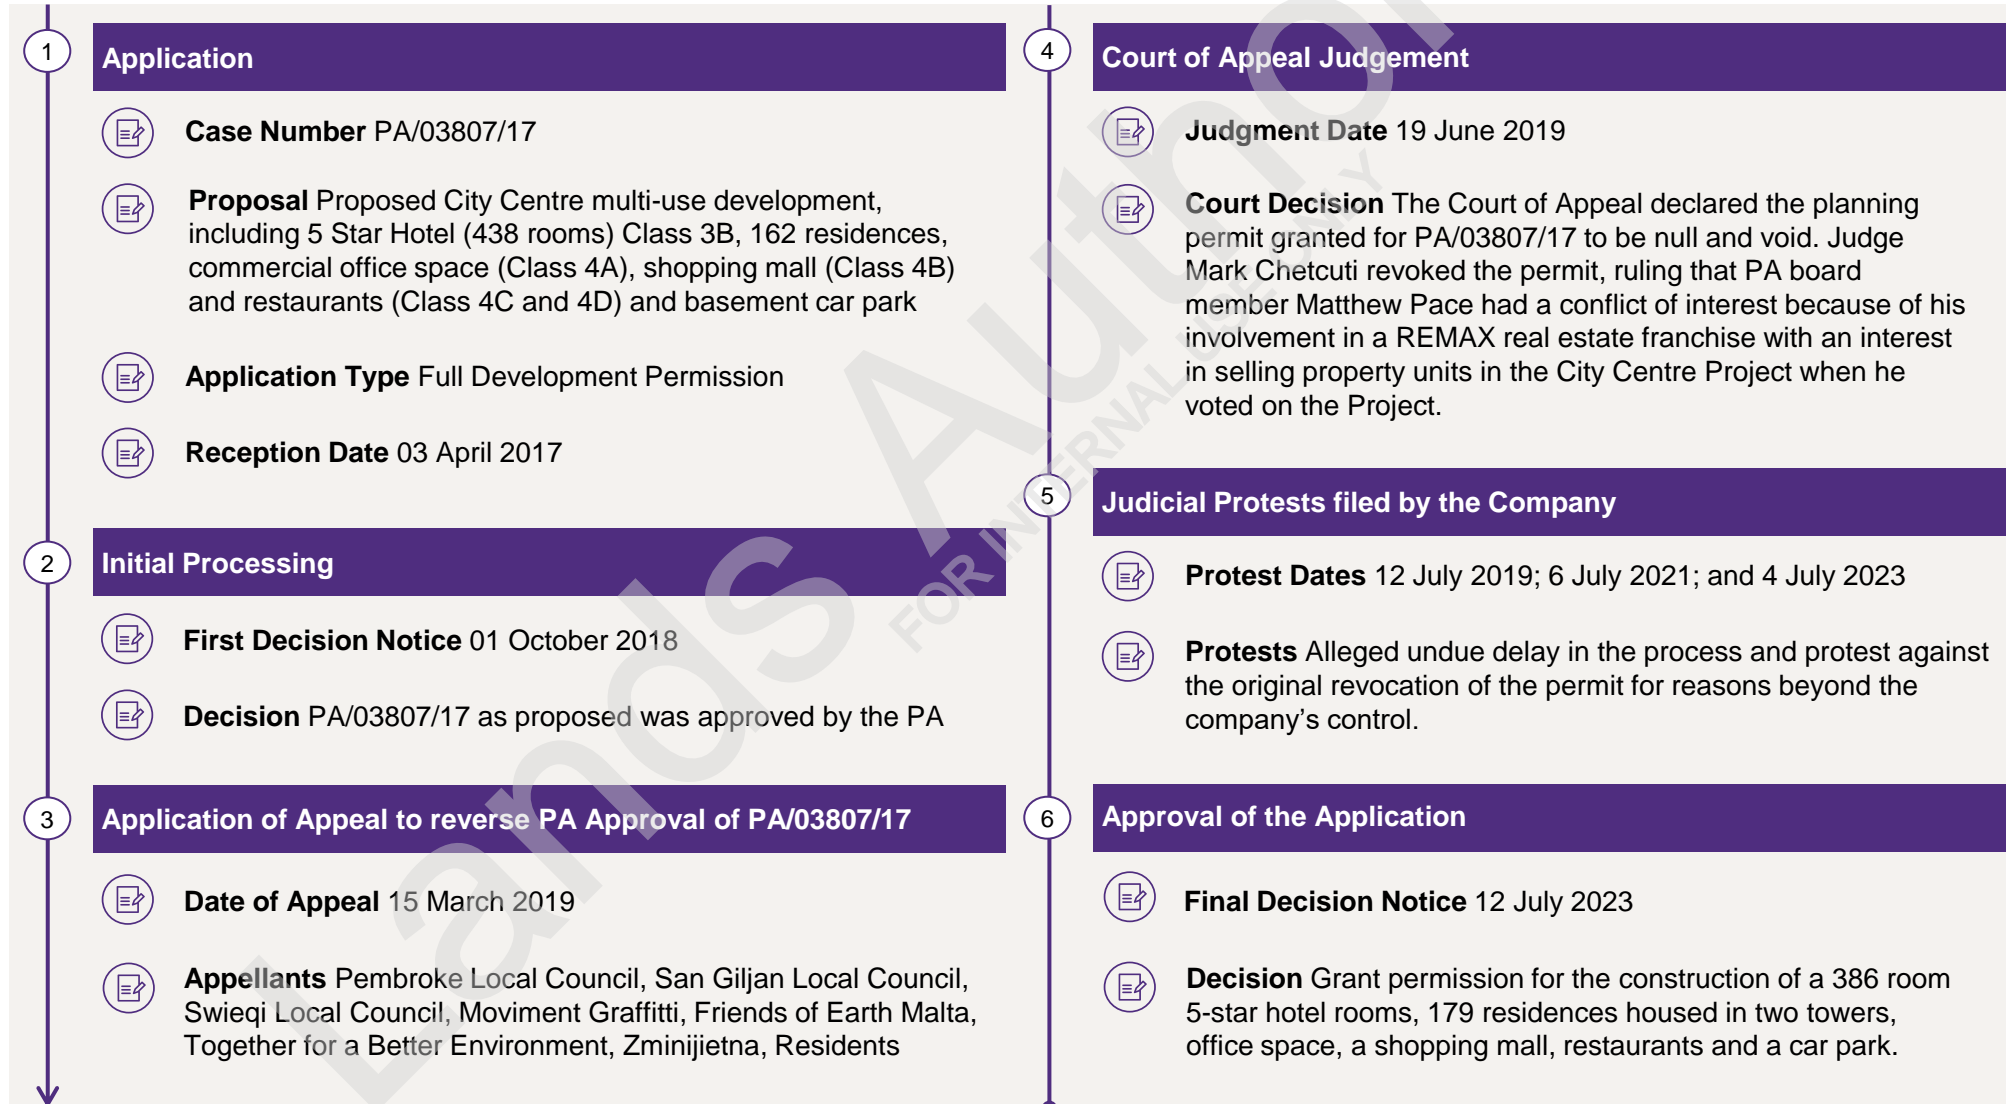 1
Application
Case Number PA/03807/17
Proposal Proposed City Centre multi-use development,
including 5 Star Hotel (438 rooms) Class 3B, 162 residences,
commercial office space (Class 4A), shopping mall (Class 4B)
and restaurants (Class 4C and 4D) and basement car park
Application Type Full Development Permission
Reception Date 03 April 2017
2
Initial Processing
First Decision Notice 01 October 2018
Decision PA/03807/17 as proposed was approved by the PA
3
Application of Appeal to reverse PA Approval of PA/03807/17
Date of Appeal 15 March 2019
Appellants Pembroke Local Council, San Giljan Local Council,
Swieqi Local Council, Moviment Graffitti, Friends of Earth Malta,
Together for a Better Environment, Zminijietna, Residents
4
Court of Appeal Judgement
Judgment Date 19 June 2019
Court Decision The Court of Appeal declared the planning
permit granted for PA/03807/17 to be null and void. Judge
Mark Chetcuti revoked the permit, ruling that PA board
member Matthew Pace had a conflict of interest because of his
involvement in a REMAX real estate franchise with an interest
in selling property units in the City Centre Project when he
voted on the Project.
5
Judicial Protests filed by the Company
Protest Dates 12 July 2019; 6 July 2021; and 4 July 2023
Protests Alleged undue delay in the process and protest against
the original revocation of the permit for reasons beyond the
company's control.
6
Approval of the Application
Final Decision Notice 12 July 2023
Decision Grant permission for the construction of a 386 room
5-star hotel rooms, 179 residences housed in two towers,
office space, a shopping mall, restaurants and a car park.
Lands Author
FOR INTERNAL USE ONLY